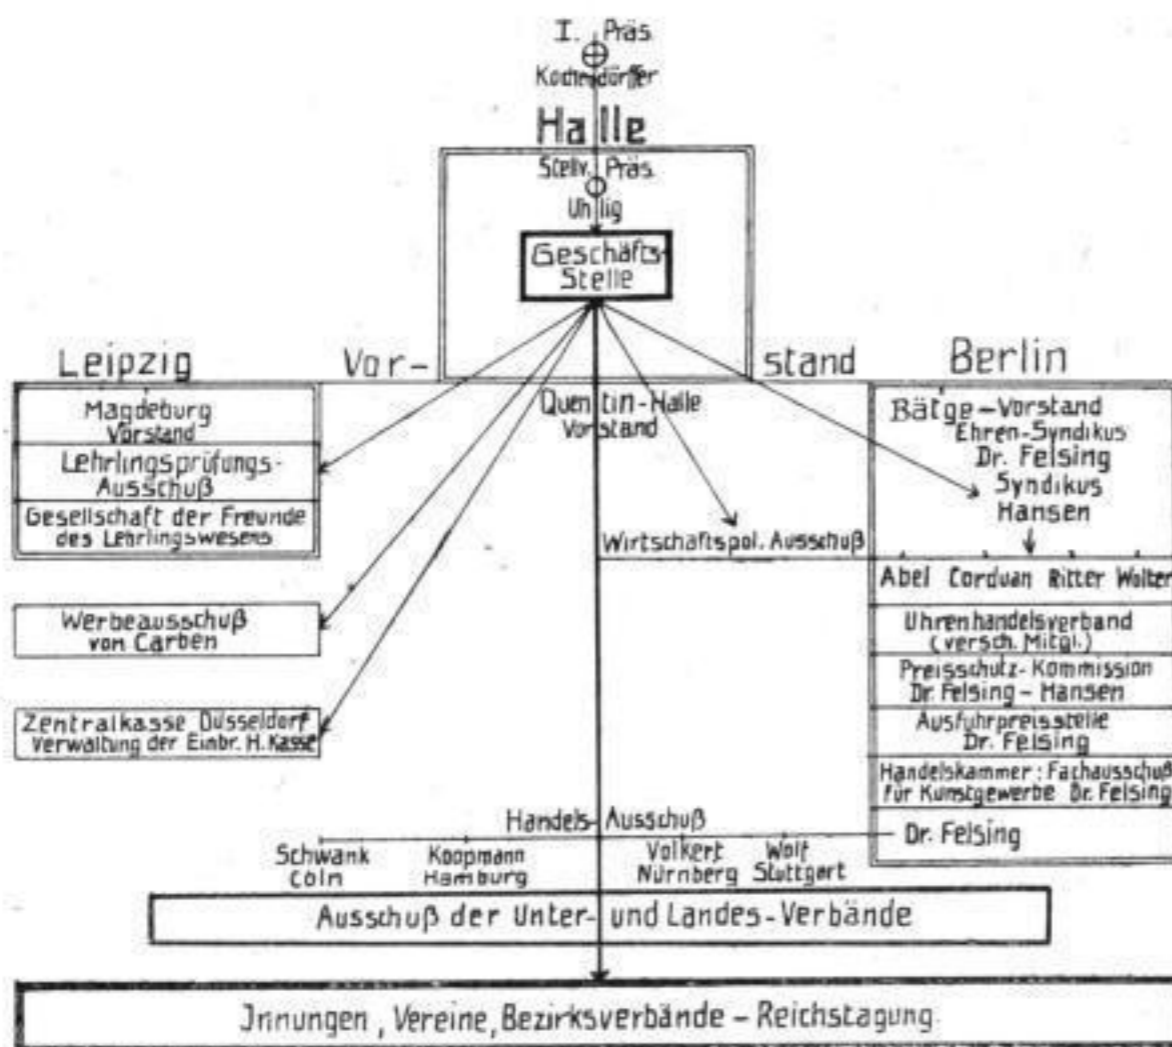 I. Präs.
Kochendörffer
Halle
Stellv. Präs.
Uhlig
Geschäfts-
Stelle
Leipzig
Vor-
stand
Berlin
Magdeburg
Vorstand
Lehrlingsprüfungs-
Ausschuß
Gesellschaft der Freunde
des Lehrlingswesens
Quentin-Halle
Vorstand
Bätge-Vorstand
Ehren-Syndikus
Dr. Felsing
Syndikus
Hansen
Wirtschaftspol. Ausschuß
Abel Corduan Ritter Wolter
Werbeausschuß
von Carben
Uhrenhandelsverband
(versch. Mitgl.)
Preisschutz-Kommission
Dr. Felsing-Hansen
Zentralkasse Düsseldorf
Verwaltung der Einbr. H. Kasse
Ausfuhrpreisstelle
Dr. Felsing
Handelskammer: Fachausschuß
für Kunstgewerbe Dr. Felsing
Handels-Ausschuß
Dr. Felsing
Schwank
Cöln
Koopmann
Hamburg
Volkert
Nürnberg
Wolf
Stuttgart
Ausschuß der Unter- und Landes-Verbände
Jnnungen, Vereine, Bezirksverbände - Reichstagung